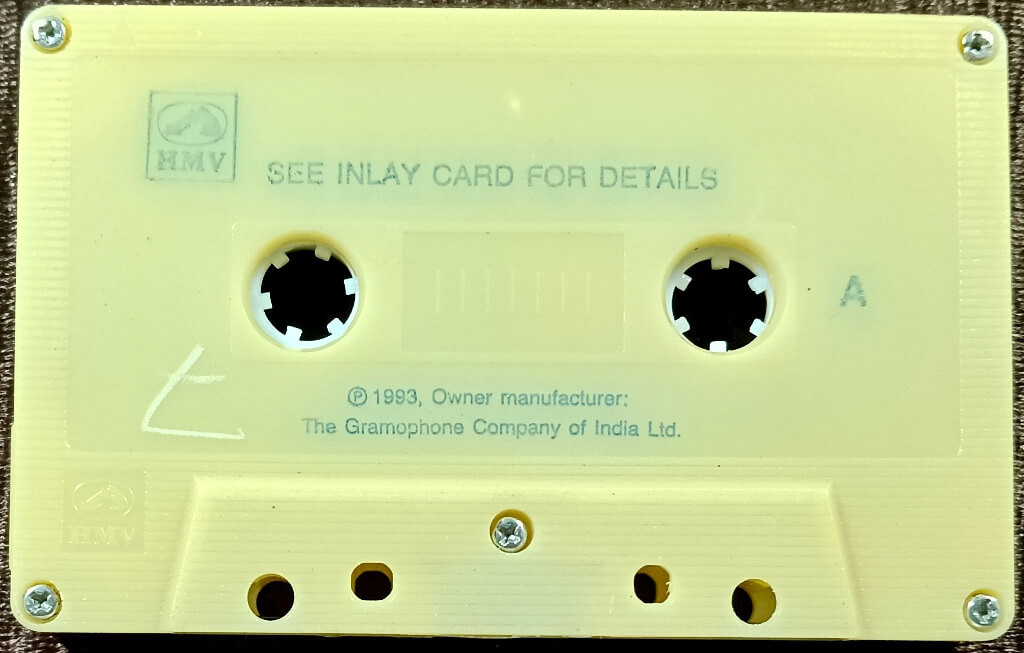 HMV
SEE INLAY CARD FOR DETAILS
A
Ⓟ 1993, Owner manufacturer:
The Gramophone Company of India Ltd.
HMV